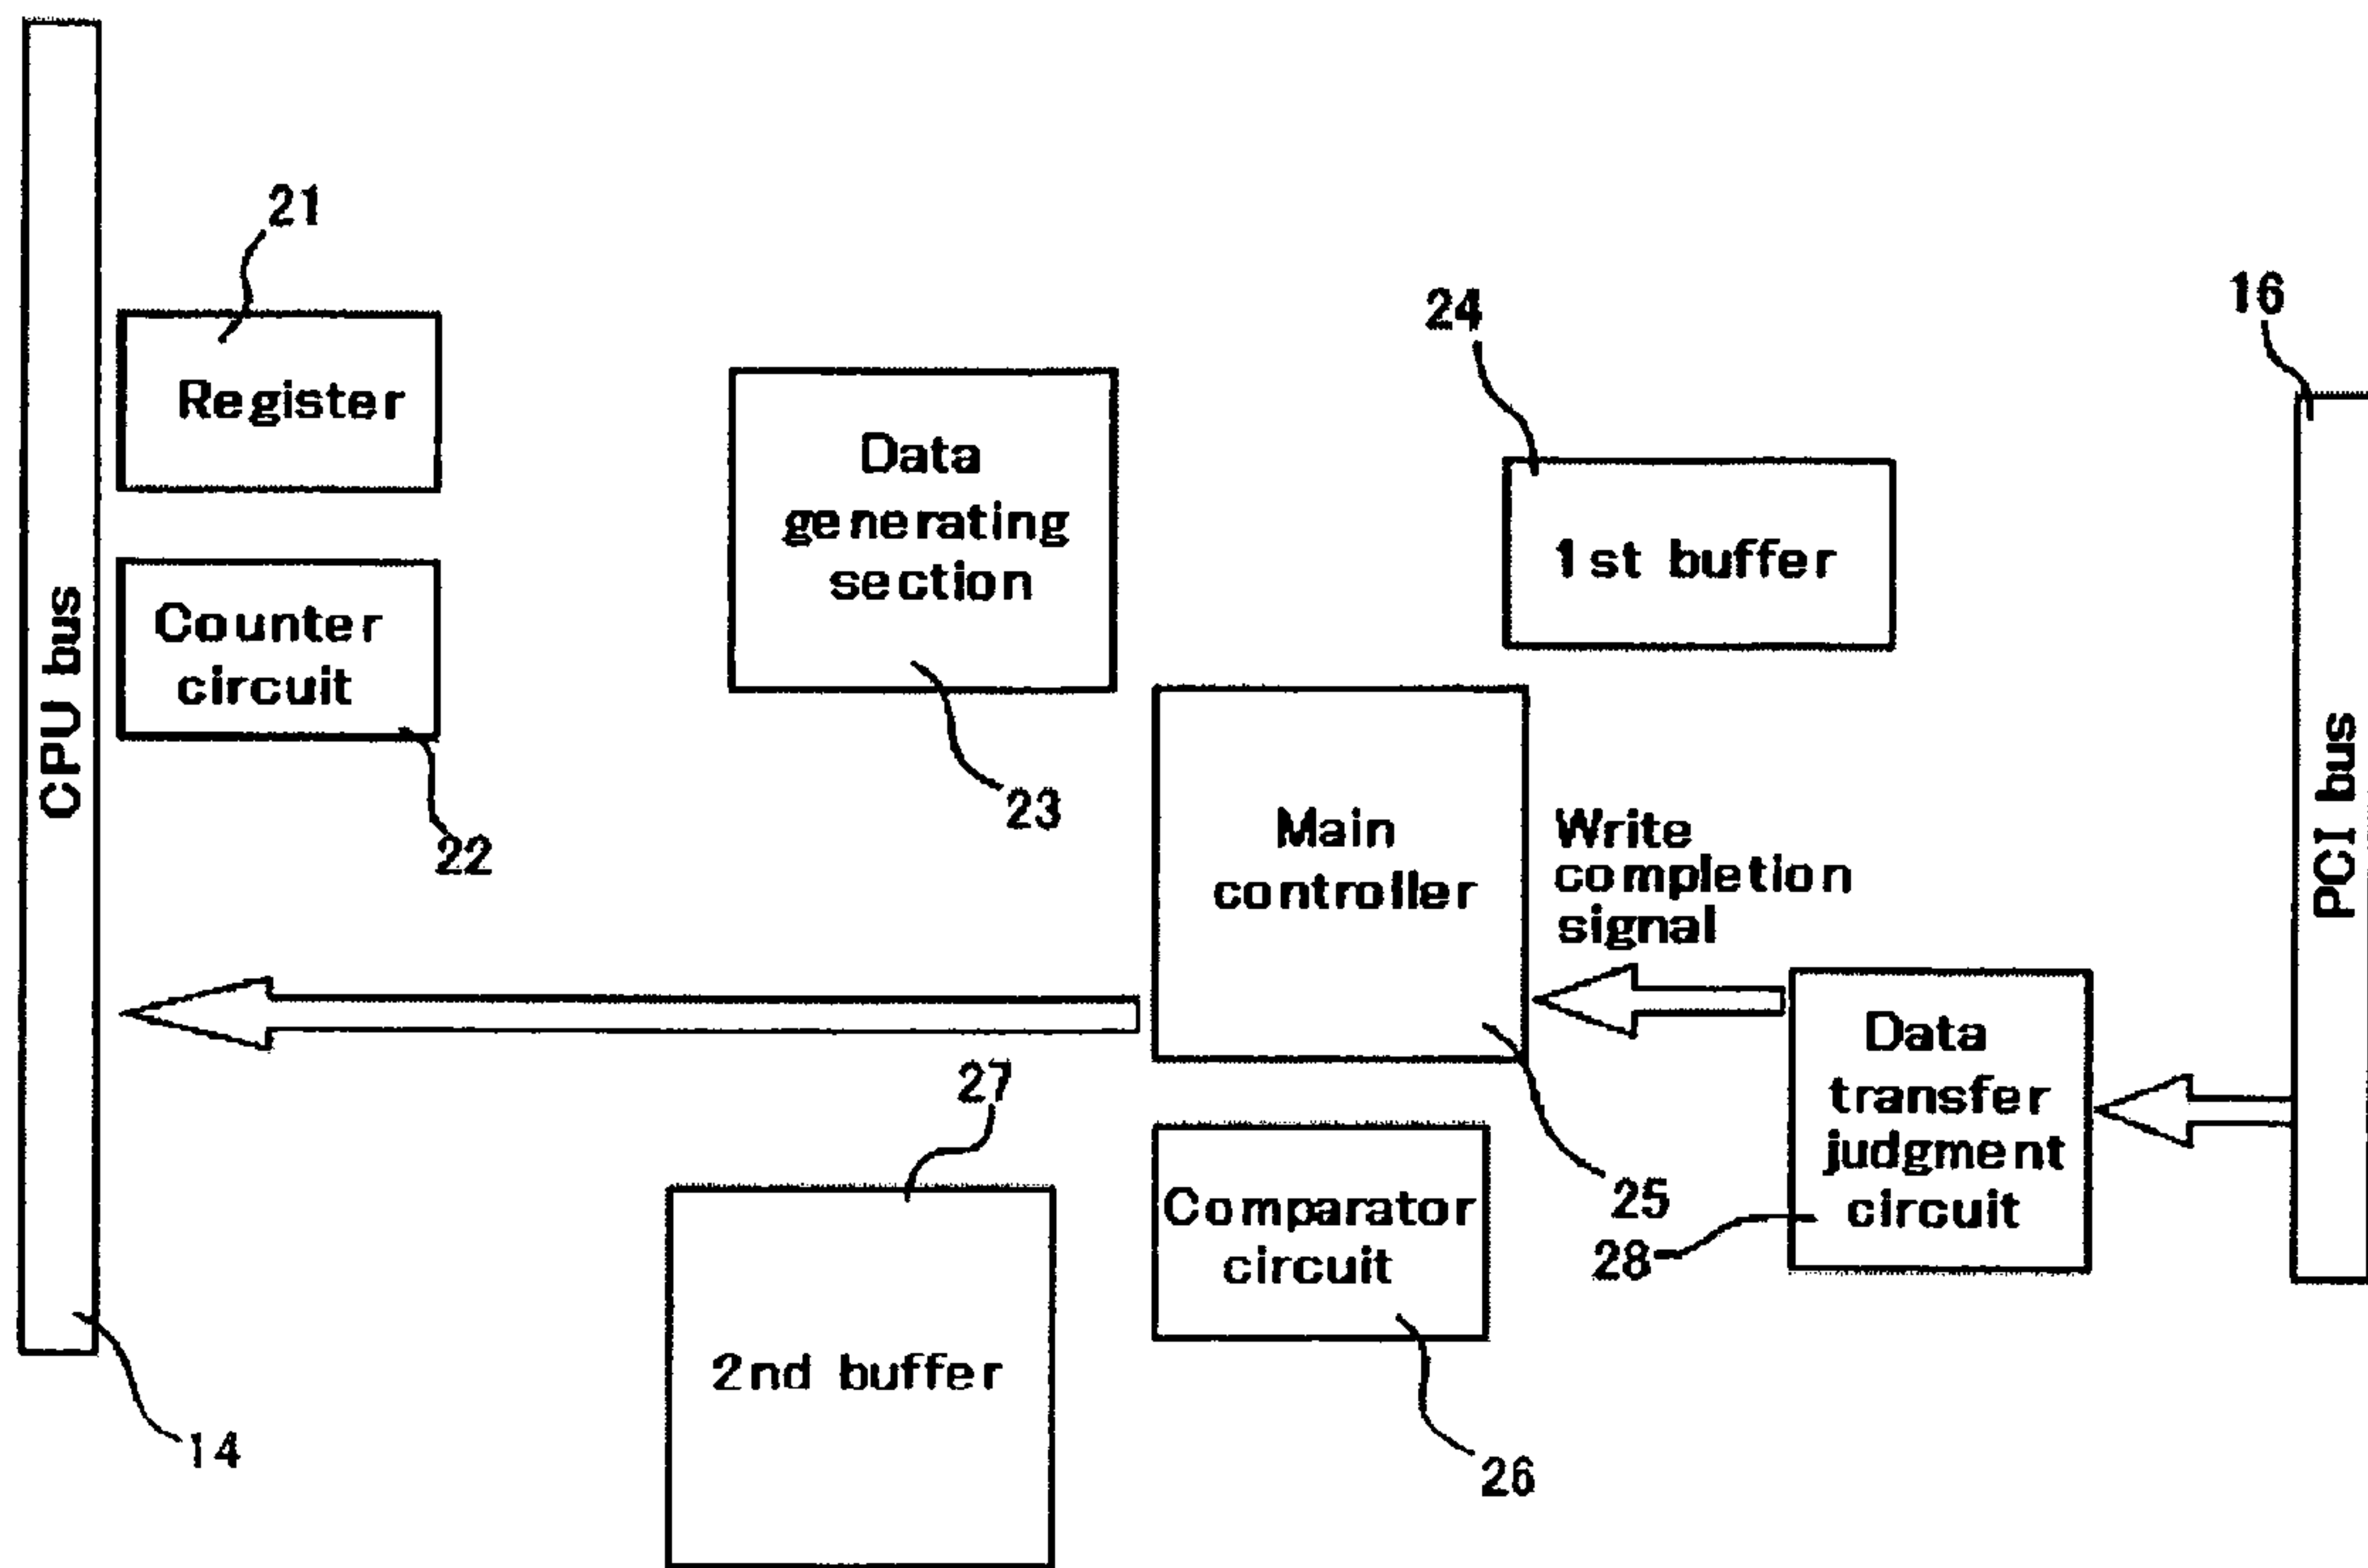 21
Register
Counter
circuit
22
CPU bus
14
Data
generating
section
23
24
1st buffer
16
PCI bus
Main
controller
25
Write
completion
signal
Data
transfer
judgment
circuit
28
27
2nd buffer
Comparator
circuit
26